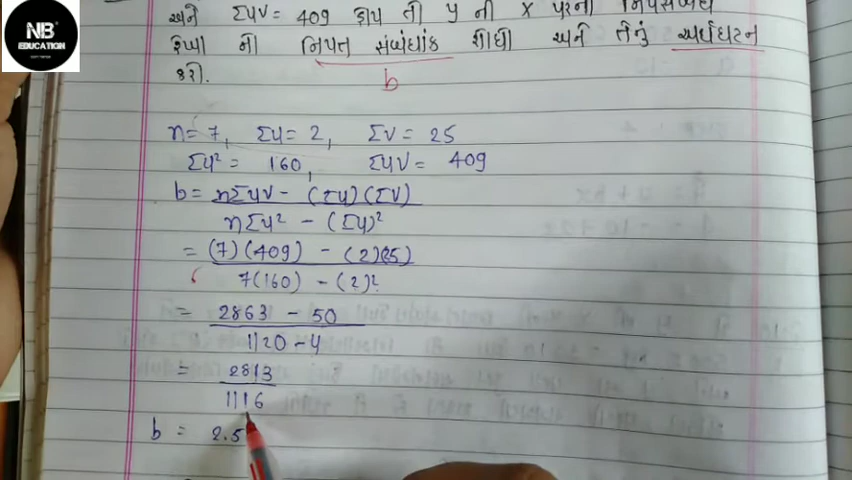 NB
EDUCATION
અને Σuv = 409 હોય તો y ની x પરની નિયતસંબંધ
રેખા નો નિયત સંબંધાંક શોધો અને તેનું અર્થઘટન
કરો.
b
n = 7, Σu = 2, Σv = 25
Σu² = 160, Σuv = 409
b = nΣuv - (Σu)(Σv)
nΣu² - (Σu)²
= (7)(409) - (2)(25)
7(160) - (2)²
= 2863 - 50
1120 - 4
= 2813
1116
b = 2.5